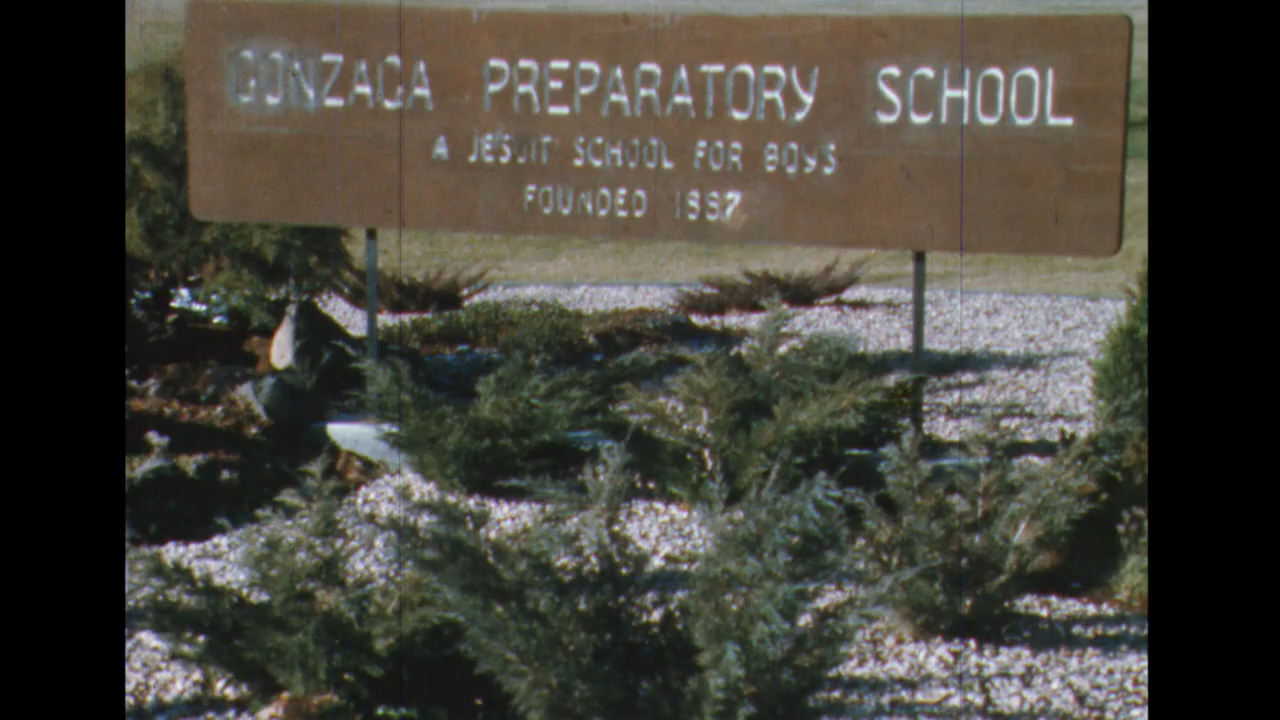 GONZAGA PREPARATORY SCHOOL
A JESUIT SCHOOL FOR BOYS
FOUNDED 1887